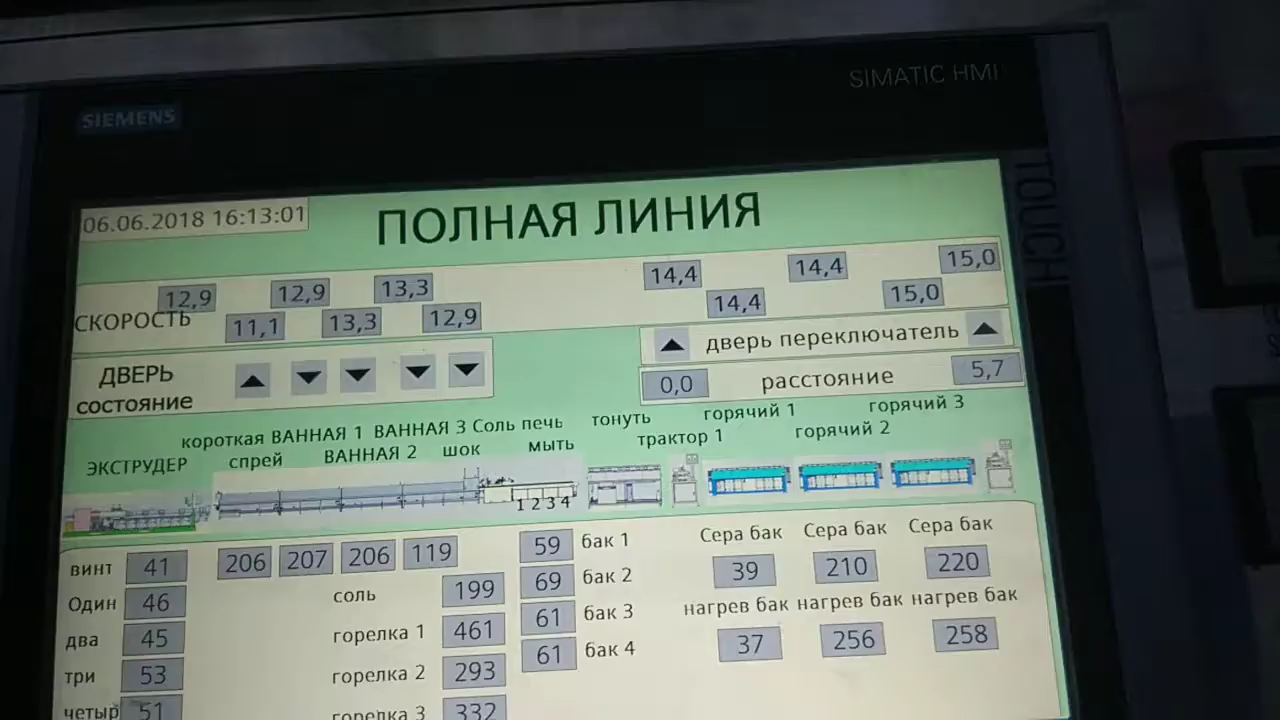 SIMATIC HMI
SIEMENS
TOUCH
06.06.2018 16:13:01
ПОЛНАЯ ЛИНИЯ
12,9 12,9 13,3 14,4 14,4 15,0
СКОРОСТЬ 11,1 13,3 12,9 14,4 15,0
ДВЕРЬ
состояние
дверь переключатель
0,0 расстояние 5,7
короткая ВАННАЯ 1 ВАННАЯ 3 Соль печь тонуть горячий 1 горячий 3
ЭКСТРУДЕР спрей ВАННАЯ 2 шок мыть трактор 1 горячий 2
1 2 3 4
винт 41 206 207 206 119 59 бак 1 Сера бак Сера бак Сера бак
Один 46 соль 199 69 бак 2 39 210 220
два 45 горелка 1 461 61 бак 3 нагрев бак нагрев бак нагрев бак
три 53 горелка 2 293 61 бак 4 37 256 258
четыр 51 горелка 3 332